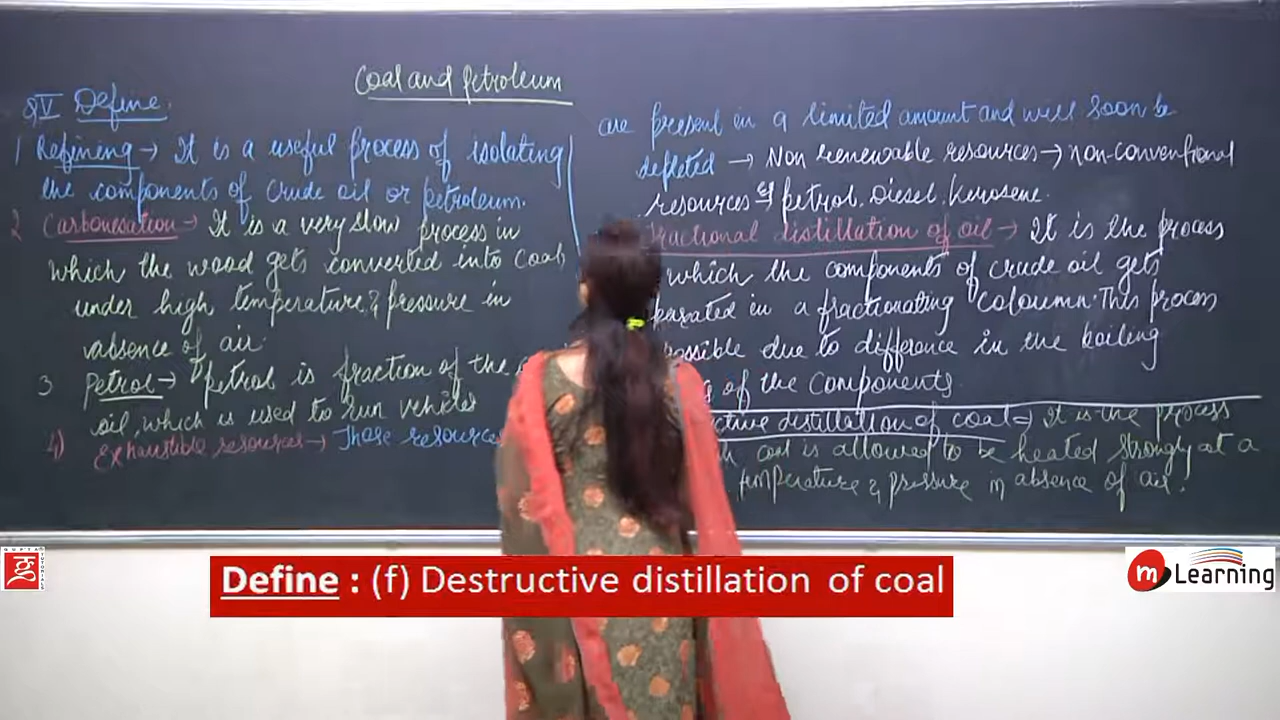 Coal and Petroleum
Q V Define.
1 Refining → It is a useful process of isolating
the components of crude oil or petroleum.
2 Carbonisation → It is a very slow process in
which the wood gets converted into coal
under high temperature & pressure in
absence of air.
3 Petrol → Petrol is fraction of the
oil, which is used to run vehicles
4) Exhaustible resources → Those resources
are present in a limited amount and will soon be
depleted → Non renewable resources → non-conventional
resources eg → petrol, Diesel, Kerosene.
ractional distillation of oil → It is the process
which the components of crude oil gets
parated in a fractionating coloumn. This process
possible due to difference in the boiling
of the components
ctive distillation of coal → It is the process
coal is allowed to be heated strongly at a
temperature & pressure in absence of air.
GUPTA TUTORIALS
Define : (f) Destructive distillation of coal
m Learning